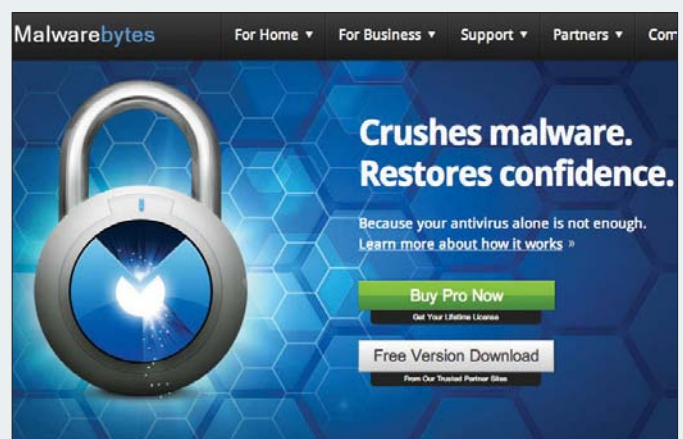 Malwarebytes
For Home ▼
For Business ▼
Support ▼
Partners ▼
Com
Crushes malware.
Restores confidence.
Because your antivirus alone is not enough.
Learn more about how it works »
Buy Pro Now
Get Your Lifetime License
Free Version Download
From Our Trusted Partner Sites